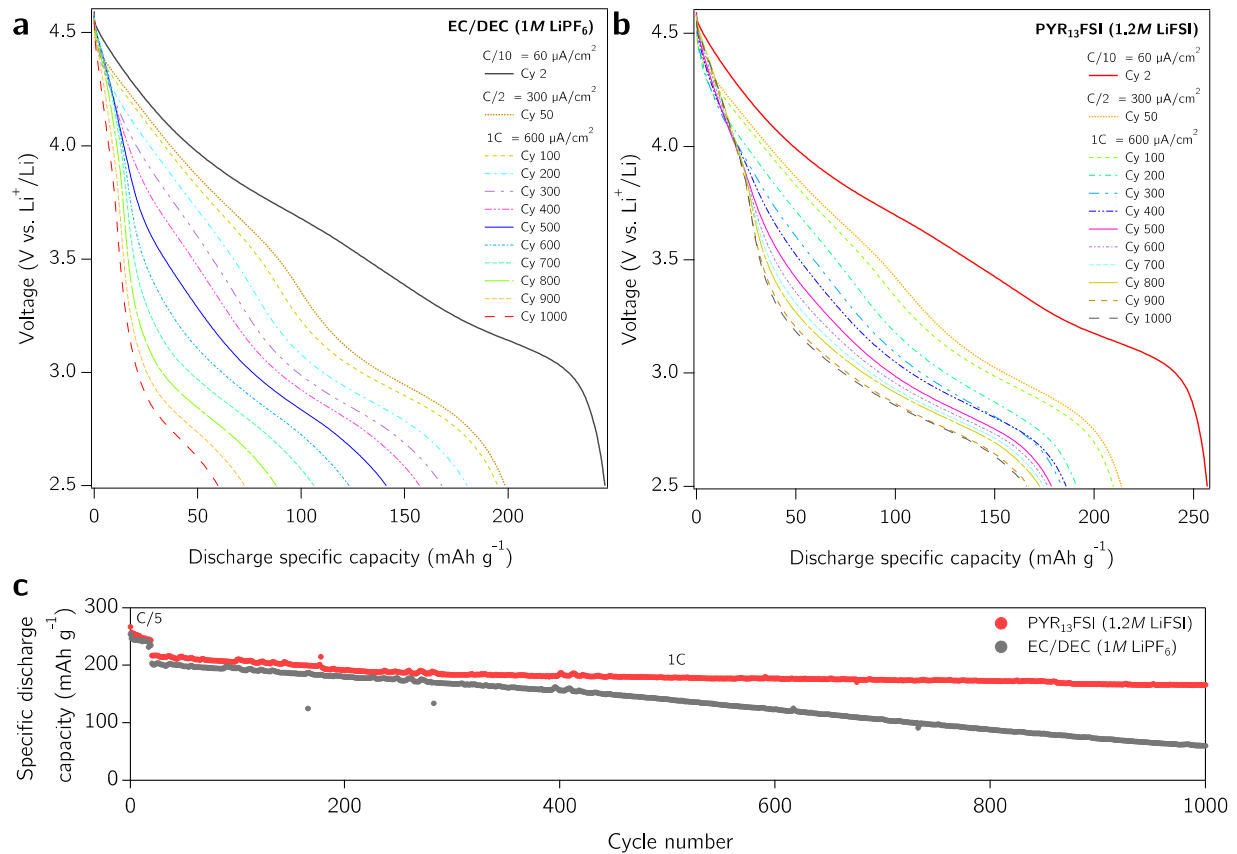 a
EC/DEC (1M LiPF₆)
C/10 = 60 µA/cm²
Cy 2
C/2 = 300 µA/cm²
Cy 50
1C = 600 µA/cm²
Cy 100
Cy 200
Cy 300
Cy 400
Cy 500
Cy 600
Cy 700
Cy 800
Cy 900
Cy 1000
4.5
4.0
3.5
3.0
2.5
Voltage (V vs. Li⁺/Li)
0 50 100 150 200
Discharge specific capacity (mAh g⁻¹)
b
PYR₁₃FSI (1.2M LiFSI)
C/10 = 60 µA/cm²
Cy 2
C/2 = 300 µA/cm²
Cy 50
1C = 600 µA/cm²
Cy 100
Cy 200
Cy 300
Cy 400
Cy 500
Cy 600
Cy 700
Cy 800
Cy 900
Cy 1000
4.5
4.0
3.5
3.0
2.5
Voltage (V vs. Li⁺/Li)
0 50 100 150 200 250
Discharge specific capacity (mAh g⁻¹)
c
C/5
1C
PYR₁₃FSI (1.2M LiFSI)
EC/DEC (1M LiPF₆)
300
200
100
0
Specific discharge
capacity (mAh g⁻¹)
0 200 400 600 800 1000
Cycle number